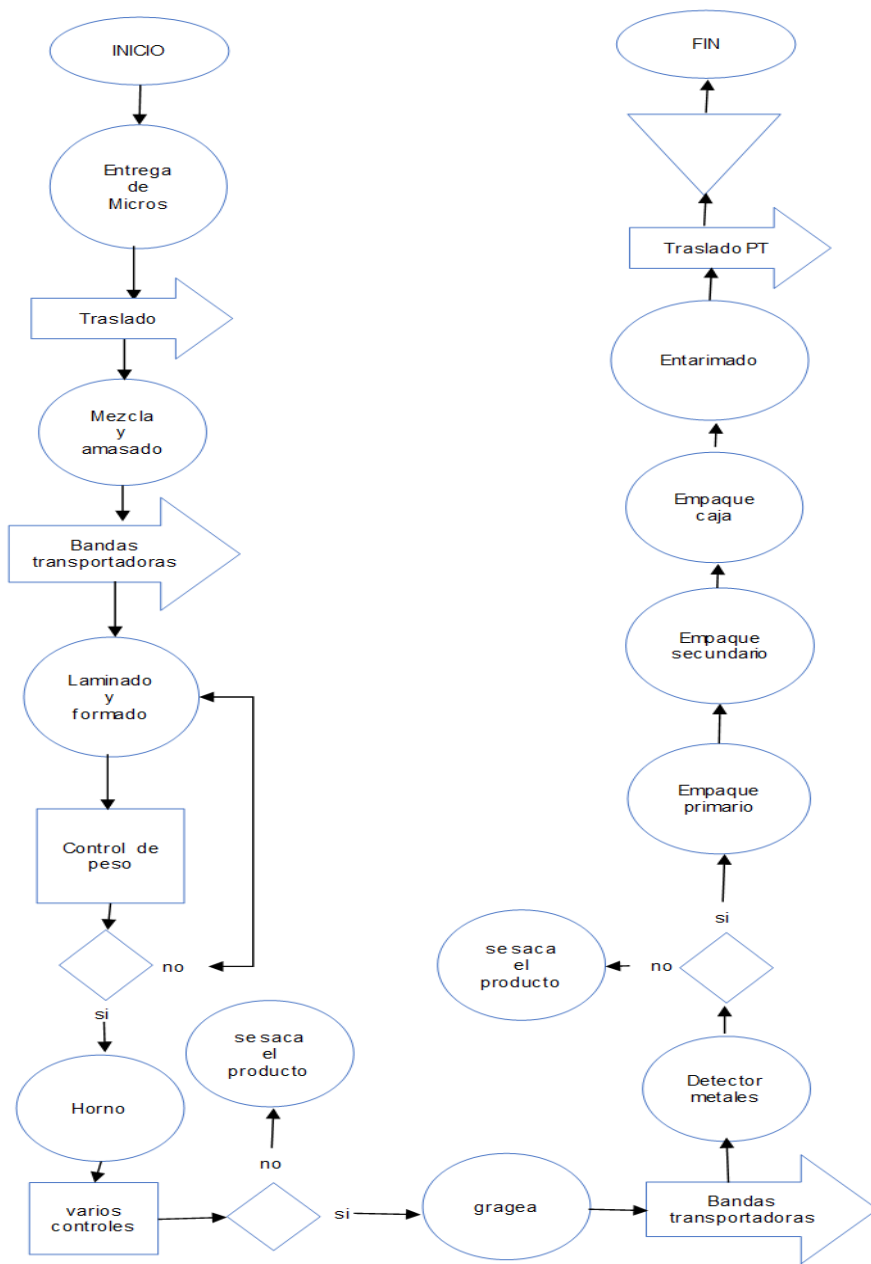 INICIO
Entrega
de
Micros
Traslado
Mezcla
y
amasado
Bandas
transportadoras
Laminado
y
formado
Control de
peso
no
si
Horno
varios
controles
no
se saca
el
producto
si
gragea
Bandas
transportadoras
Detector
metales
no
se saca
el
producto
si
Empaque
primario
Empaque
secundario
Empaque
caja
Entarimado
Traslado PT
FIN